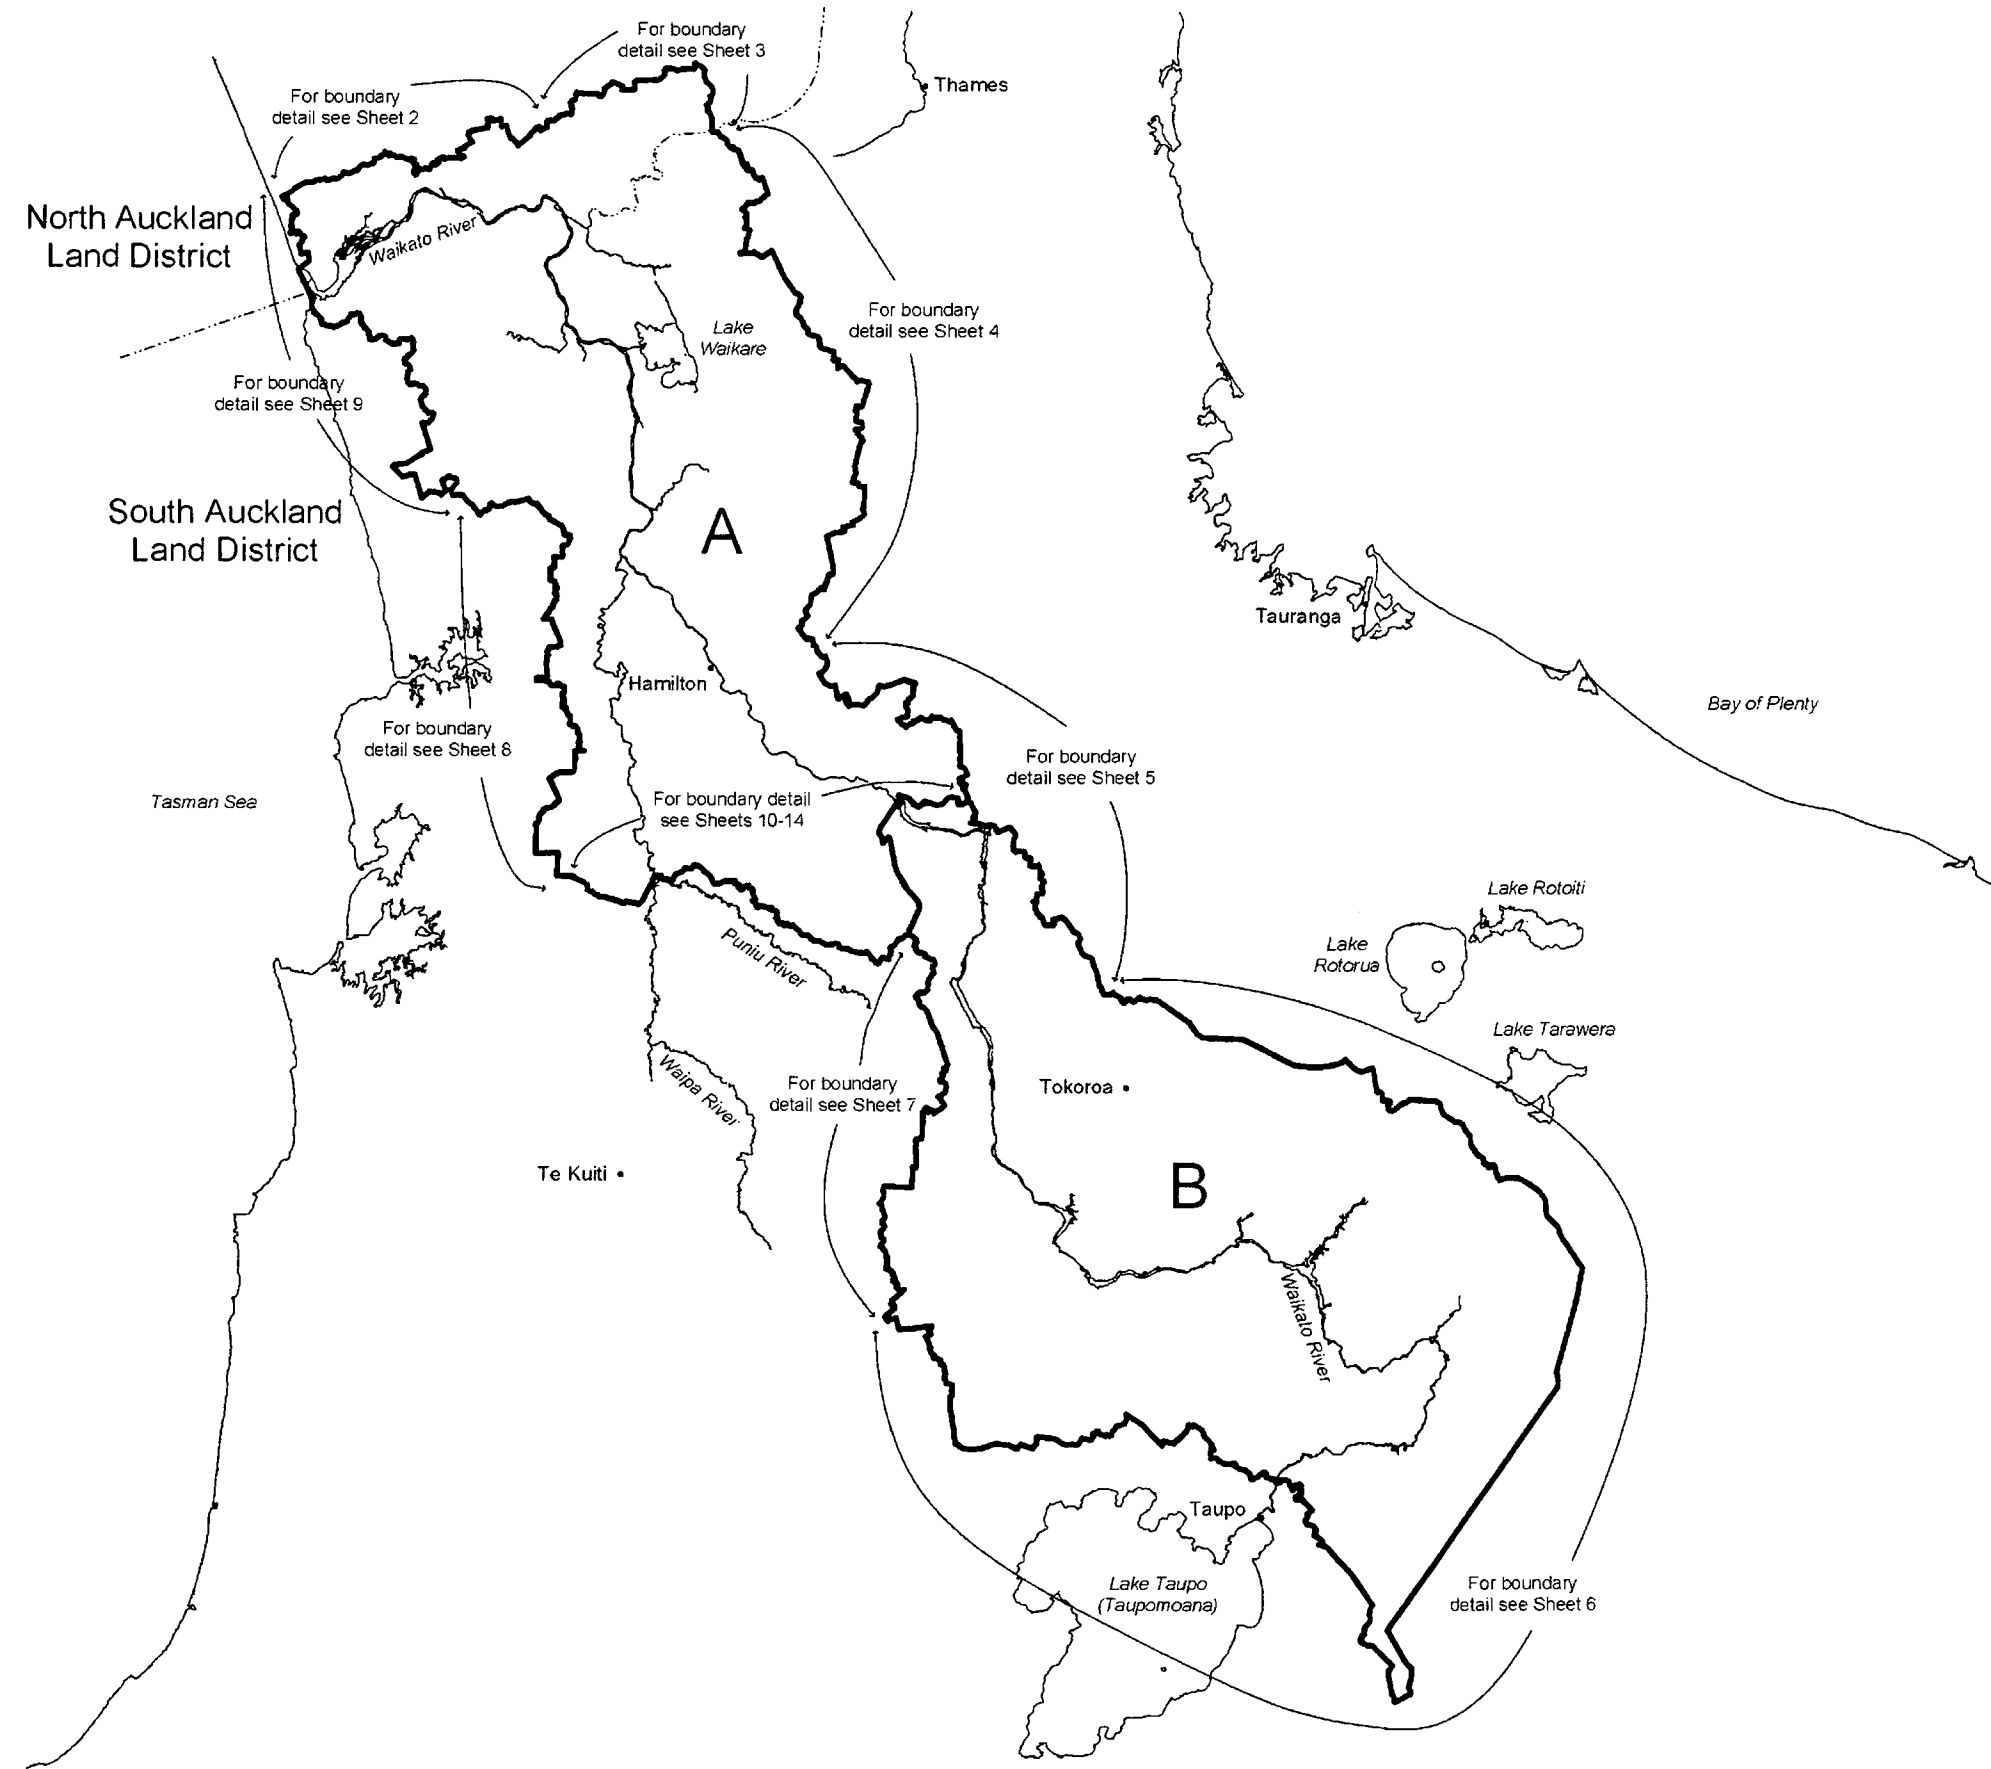 For boundary
detail see Sheet 3
Thames
For boundary
detail see Sheet 2
North Auckland
Land District
Waikato River
For boundary
detail see Sheet 4
Lake
Waikare
For boundary
detail see Sheet 9
South Auckland
Land District
A
Tauranga
Hamilton
Bay of Plenty
For boundary
detail see Sheet 8
For boundary
detail see Sheet 5
Tasman Sea
For boundary detail
see Sheets 10-14
Lake Rotoiti
Puniu River
Lake
Rotorua
Lake Tarawera
Waipa River
For boundary
detail see Sheet 7
Tokoroa
Te Kuiti
B
Waikato River
Taupo
Lake Taupo
(Taupomoana)
For boundary
detail see Sheet 6